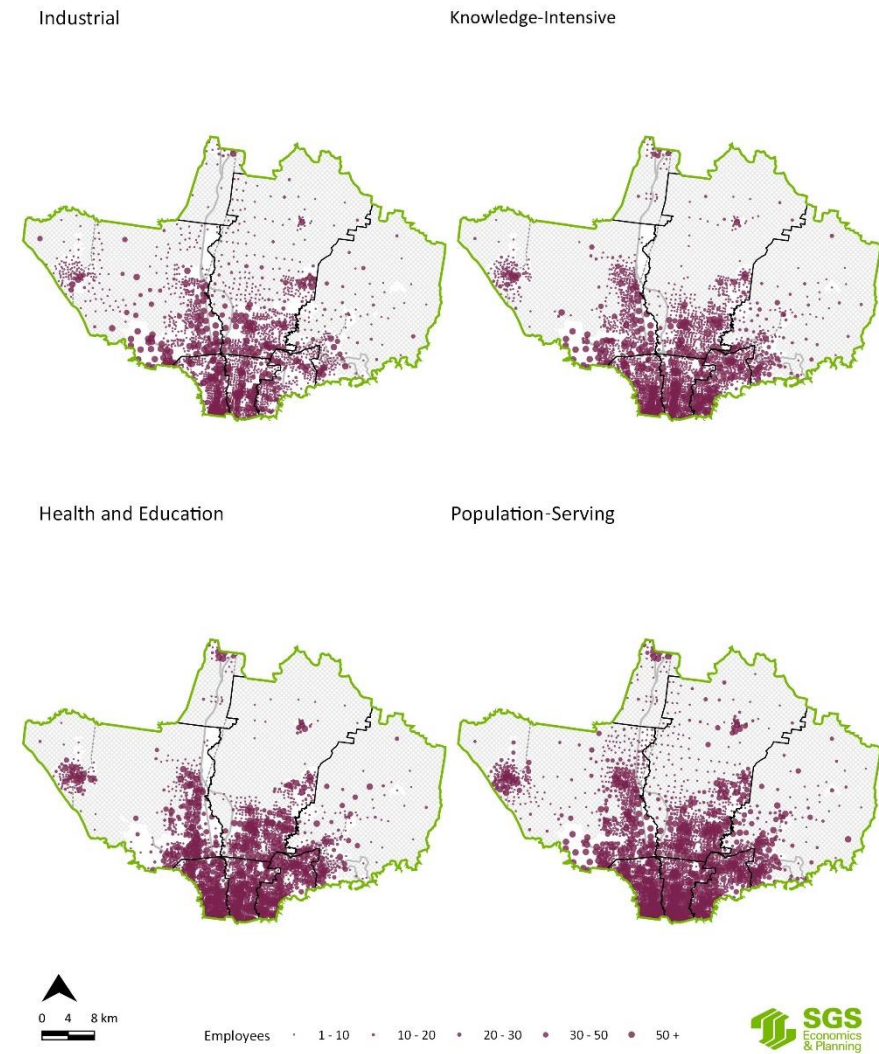 Industrial
Knowledge-Intensive
Health and Education
Population-Serving
0 4 8 km
Employees 1 - 10 10 - 20 20 - 30 30 - 50 50 +
SGS
Economics
& Planning